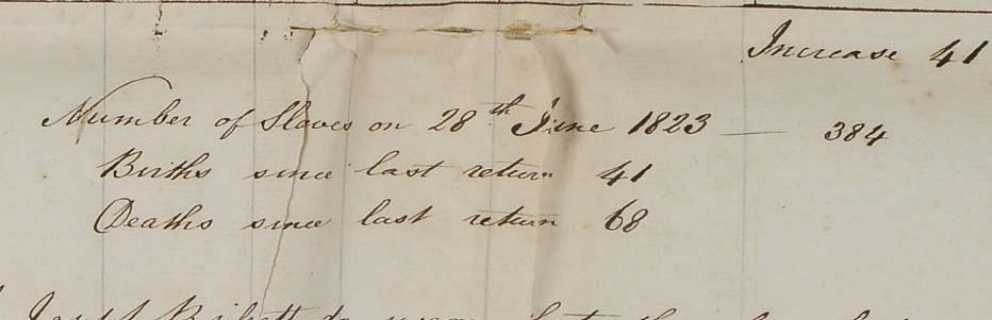 Increase 41
Number of Slaves on 28th June 1823 — 384
Births since last return 41
Deaths since last return 68
Joseph